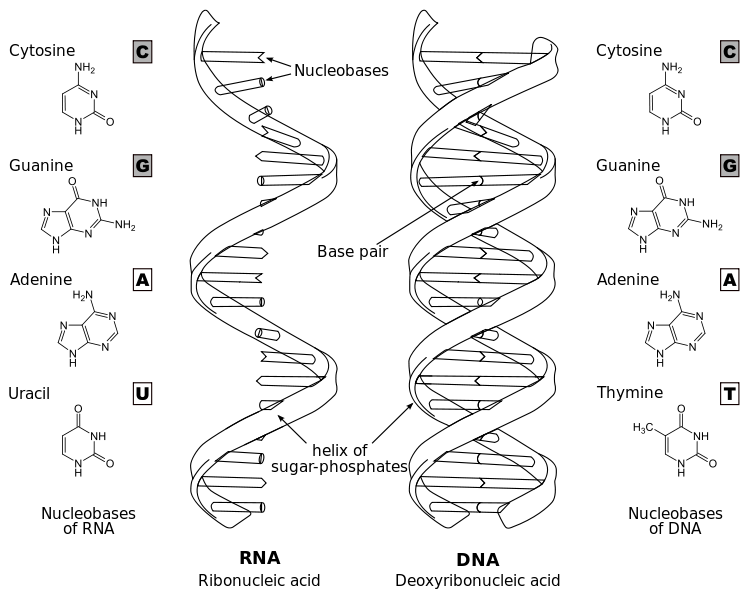 Cytosine C
NH₂
N
N
H
O
Guanine G
O
N
NH
N
H
N
NH₂
Adenine A
H₂N
N
N
N
H
N
Uracil U
O
NH
N
H
O
Nucleobases
of RNA
Nucleobases
Base pair
helix of
sugar-phosphates
RNA
Ribonucleic acid
DNA
Deoxyribonucleic acid
Cytosine C
NH₂
N
N
H
O
Guanine G
O
N
NH
N
H
N
NH₂
Adenine A
H₂N
N
N
N
H
N
Thymine T
O
H₃C
NH
N
H
O
Nucleobases
of DNA